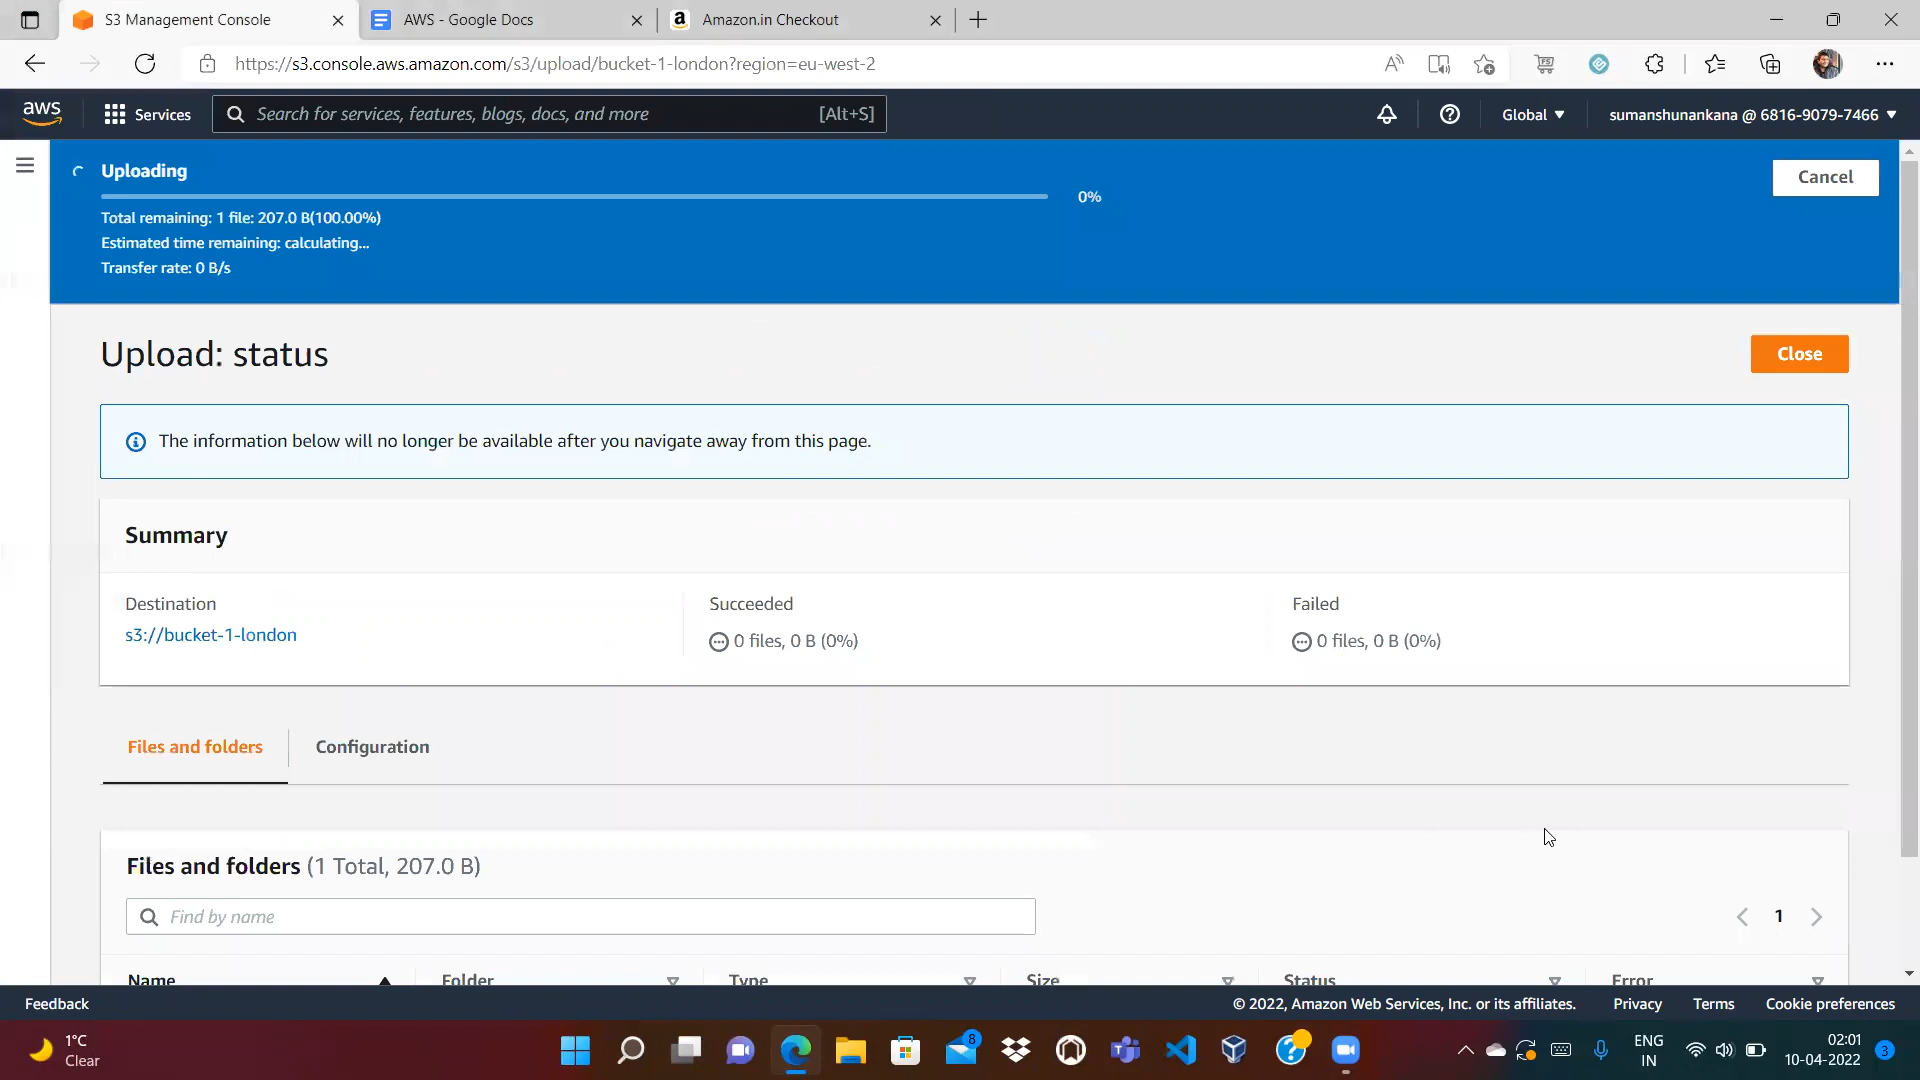 S3 Management Console
AWS - Google Docs
Amazon.in Checkout
https://s3.console.aws.amazon.com/s3/upload/bucket-1-london?region=eu-west-2
aws
Services
Search for services, features, blogs, docs, and more
[Alt+S]
Global
sumanshunankana @ 6816-9079-7466
Uploading
0%
Cancel
Total remaining: 1 file: 207.0 B(100.00%)
Estimated time remaining: calculating...
Transfer rate: 0 B/s
Upload: status
Close
The information below will no longer be available after you navigate away from this page.
Summary
Destination
s3://bucket-1-london
Succeeded
0 files, 0 B (0%)
Failed
0 files, 0 B (0%)
Files and folders
Configuration
Files and folders (1 Total, 207.0 B)
Find by name
1
Name
Folder
Type
Size
Status
Error
Feedback
© 2022, Amazon Web Services, Inc. or its affiliates.
Privacy
Terms
Cookie preferences
1°C
Clear
8
ENG
IN
02:01
10-04-2022
3